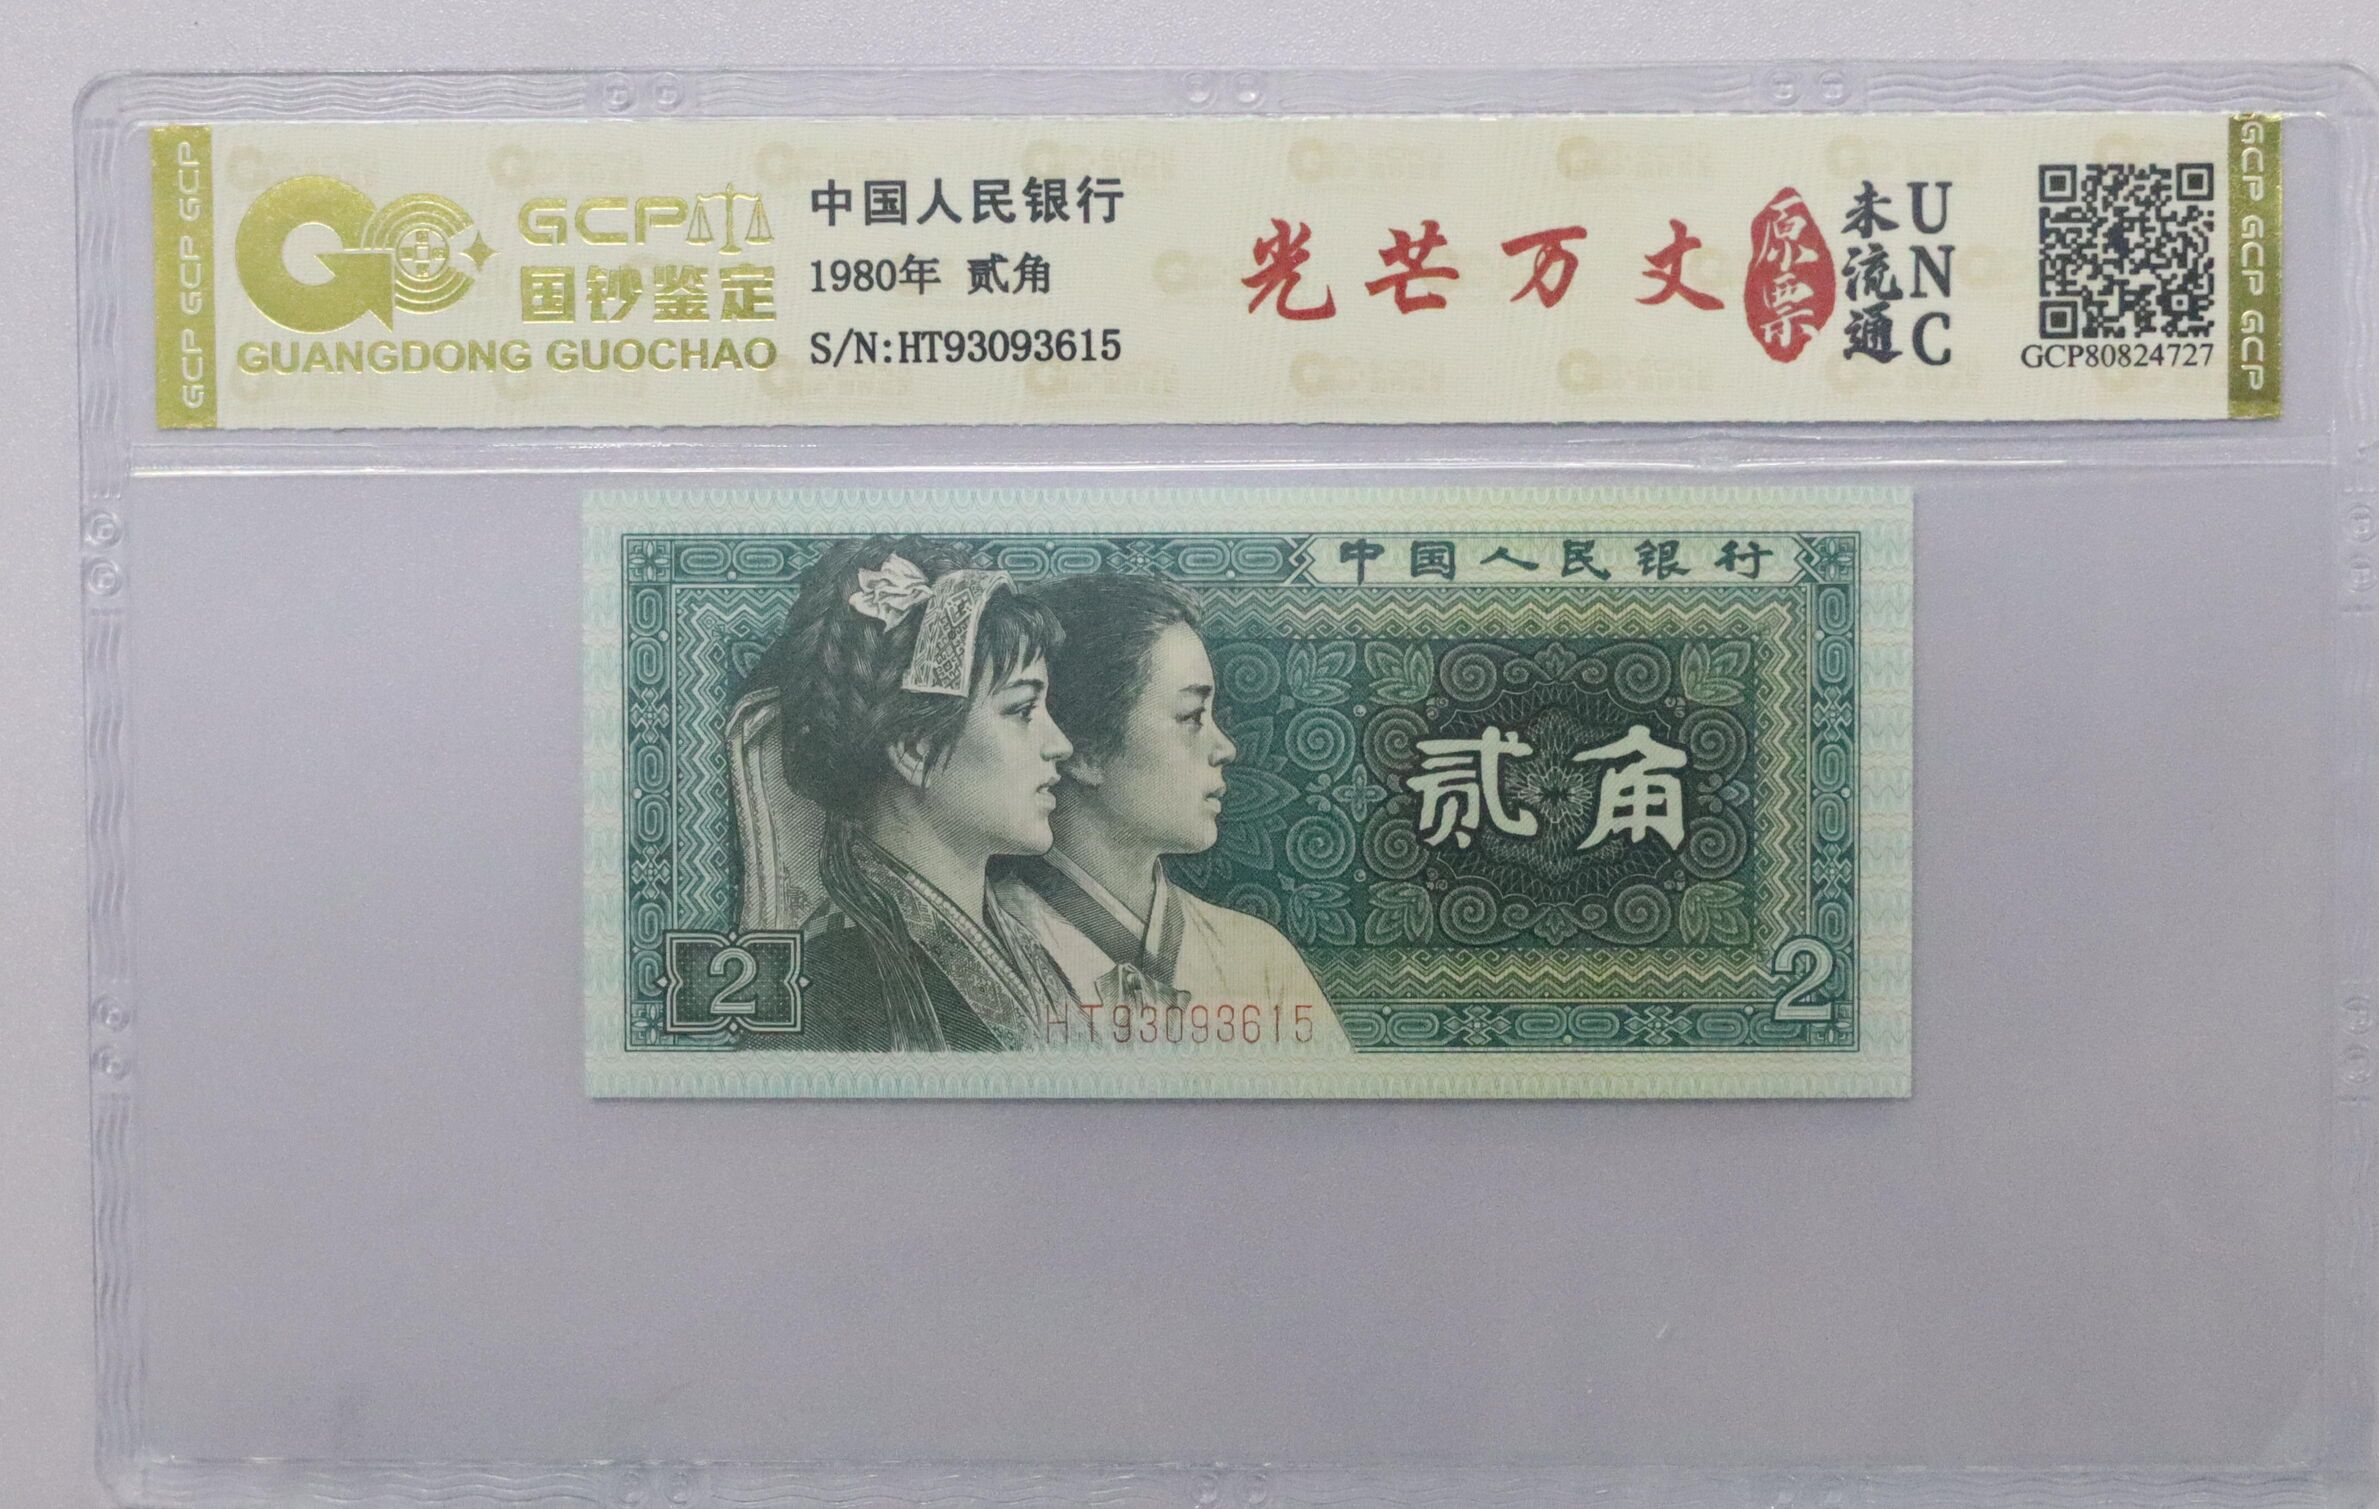 GCP GCP GCP
GCP
国钞鉴定
GUANGDONG GUOCHAO
中国人民银行
1980年 贰角
S/N:HT93093615
光芒万丈
原票
未流通
UNC
GCP80824727
GCP GCP GCP
中国人民银行
贰角
2
2
HT93093615